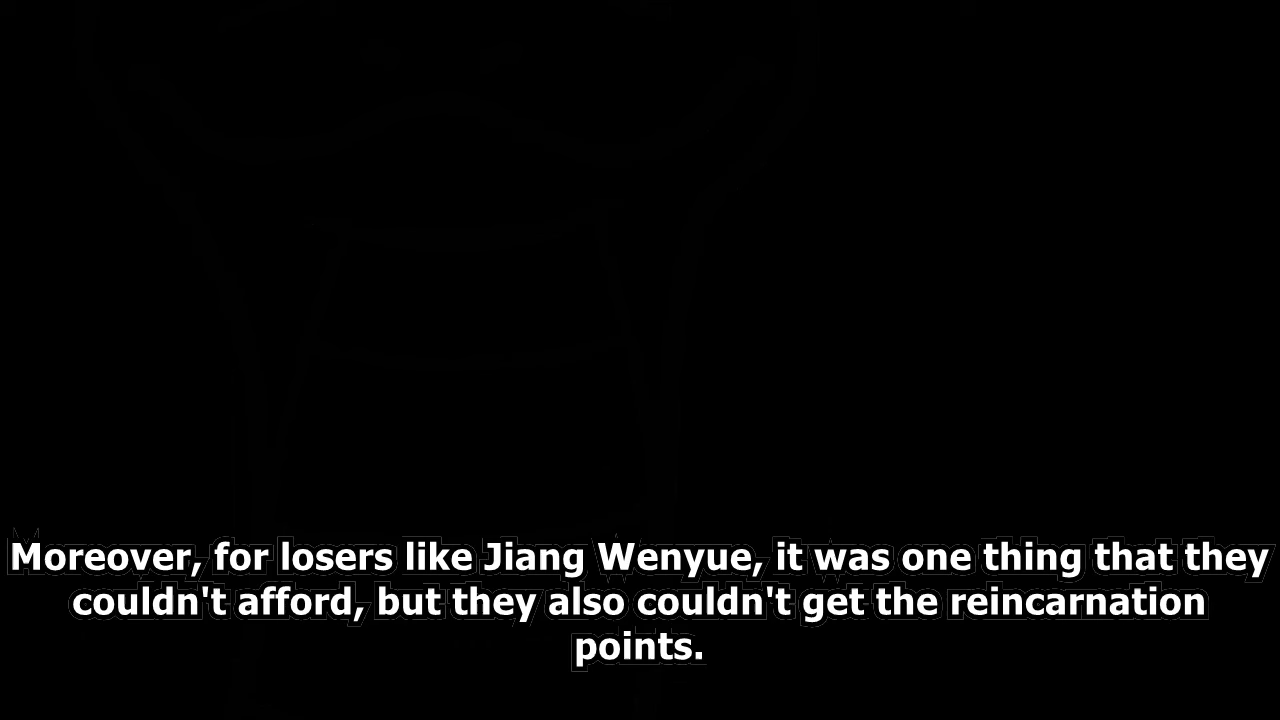 Moreover, for losers like Jiang Wenyue, it was one thing that they
couldn't afford, but they also couldn't get the reincarnation
points.